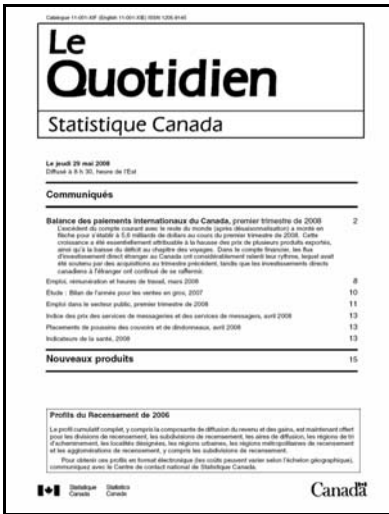 Catalogue 11-001-XIF (English 11-001-XIE) ISSN 1205-9145
Le
Quotidien
Statistique Canada
Le jeudi 29 mai 2008
Diffusé à 8 h 30, heure de l'Est
Communiqués
Balance des paiements internationaux du Canada, premier trimestre de 2008 2
L'excédent du compte courant avec le reste du monde (après désaisonnalisation) a monté en
flèche pour s'établir à 5,6 milliards de dollars au cours du premier trimestre de 2008. Cette
croissance a été essentiellement attribuable à la hausse des prix de plusieurs produits exportés,
ainsi qu'à la baisse du déficit au chapitre des voyages. Dans le compte financier, les flux
d'investissement direct étranger au Canada ont considérablement ralenti leur rythme, lequel avait
été soutenu par des acquisitions au trimestre précédent, tandis que les investissements directs
canadiens à l'étranger ont continué de se raffermir.
Emploi, rémunération et heures de travail, mars 2008 8
Étude : Bilan de l'année pour les ventes en gros, 2007 10
Emploi dans le secteur public, premier trimestre de 2008 11
Indice des prix des services de messageries et des services de messagers, avril 2008 13
Placements de poussins des couvoirs et de dindonneaux, avril 2008 13
Indicateurs de la santé, 2008 13
Nouveaux produits 15
Profils du Recensement de 2006
Le profil cumulatif complet, y compris la composante de diffusion du revenu et des gains, est maintenant offert
pour les divisions de recensement, les subdivisions de recensement, les aires de diffusion, les régions de tri
d'acheminement, les localités désignées, les régions urbaines, les régions métropolitaines de recensement
et les agglomérations de recensement, y compris les subdivisions de recensement.
Pour obtenir ces profils en format électronique (les coûts peuvent varier selon l'échelon géographique),
communiquez avec le Centre de contact national de Statistique Canada.
Statistique Canada
Statistics Canada
Canada